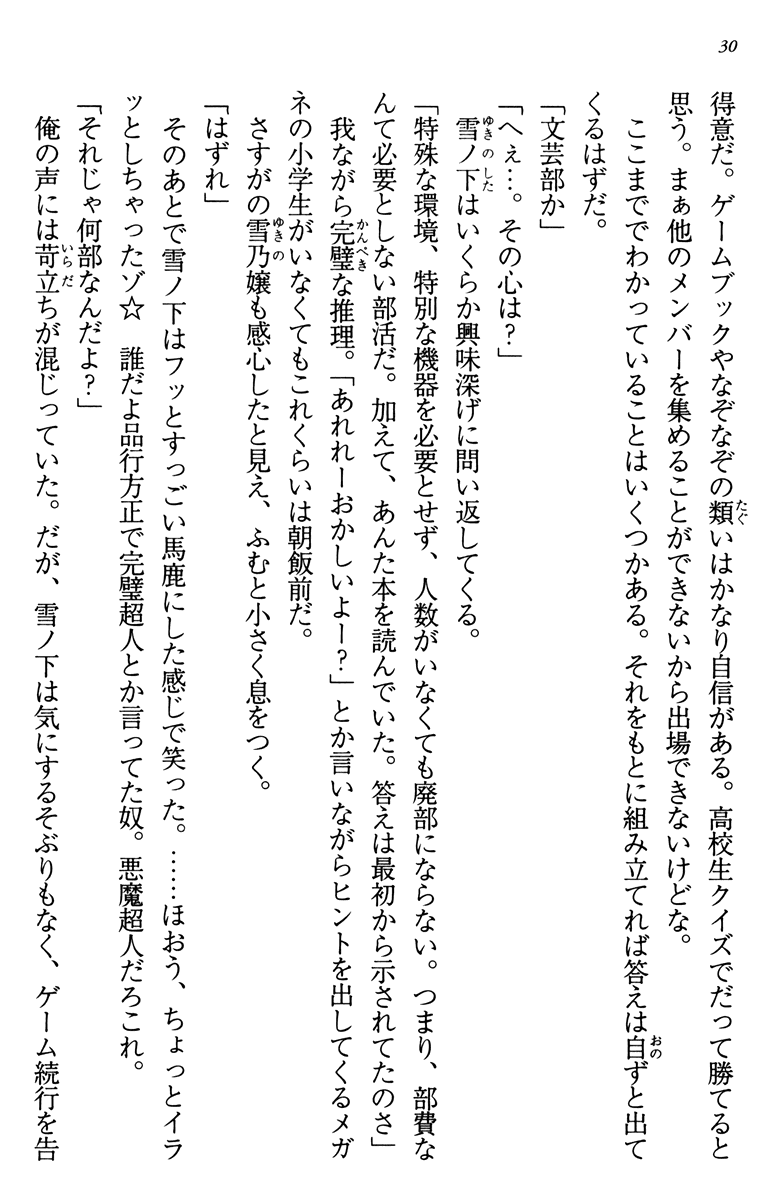 30
得意だ。ゲームブックやなぞなぞの類いはかなり自信がある。高校生クイズでだって勝てると
思う。まぁ他のメンバーを集めることができないから出場できないけどな。
　ここまででわかっていることはいくつかある。それをもとに組み立てれば答えは自ずと出て
くるはずだ。
「文芸部か」
「へぇ…。その心は？」
　雪ノ下はいくらか興味深げに問い返してくる。
「特殊な環境、特別な機器を必要とせず、人数がいなくても廃部にならない。つまり、部費な
んて必要としない部活だ。加えて、あんた本を読んでいた。答えは最初から示されてたのさ」
　我ながら完璧な推理。「あれれーおかしいよー？」とか言いながらヒントを出してくるメガ
ネの小学生がいなくてもこれくらいは朝飯前だ。
　さすがの雪乃嬢も感心したと見え、ふむと小さく息をつく。
「はずれ」
　そのあとで雪ノ下はフッとすっごい馬鹿にした感じで笑った。……ほおう、ちょっとイラ
ッとしちゃったゾ☆　誰だよ品行方正で完璧超人とか言ってた奴。悪魔超人だろこれ。
「それじゃ何部なんだよ？」
　俺の声には苛立ちが混じっていた。だが、雪ノ下は気にするそぶりもなく、ゲーム続行を告